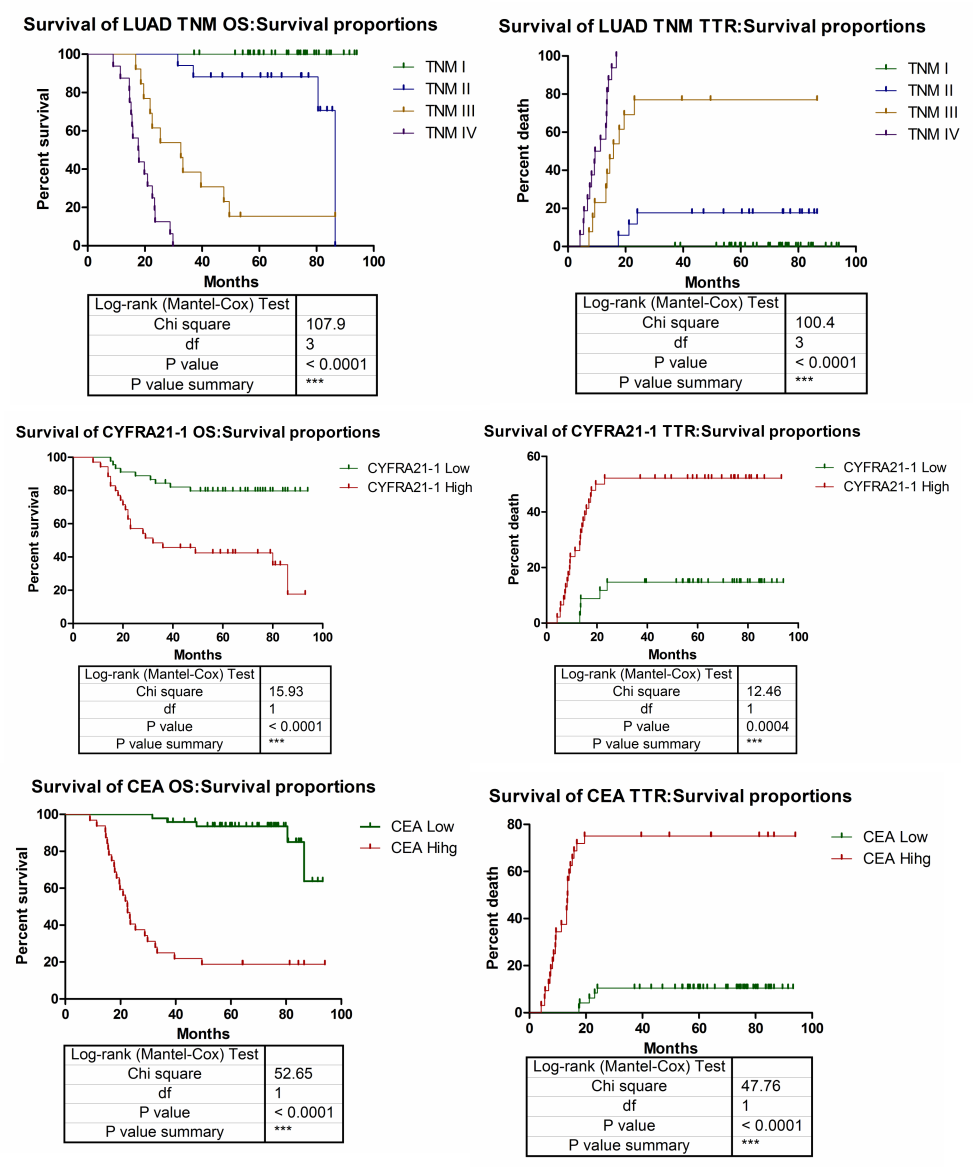 Survival of LUAD TNM OS:Survival proportions
Percent survival
100
80
60
40
20
0
0 20 40 60 80 100
Months
TNM I
TNM II
TNM III
TNM IV
Log-rank (Mantel-Cox) Test
Chi square 107.9
df 3
P value < 0.0001
P value summary ***
Survival of LUAD TNM TTR:Survival proportions
Percent death
100
80
60
40
20
0
0 20 40 60 80 100
Months
TNM I
TNM II
TNM III
TNM IV
Log-rank (Mantel-Cox) Test
Chi square 100.4
df 3
P value < 0.0001
P value summary ***
Survival of CYFRA21-1 OS:Survival proportions
Percent survival
100
80
60
40
20
0
0 20 40 60 80 100
Months
CYFRA21-1 Low
CYFRA21-1 High
Log-rank (Mantel-Cox) Test
Chi square 15.93
df 1
P value < 0.0001
P value summary ***
Survival of CYFRA21-1 TTR:Survival proportions
Percent death
60
40
20
0
0 20 40 60 80 100
Months
CYFRA21-1 Low
CYFRA21-1 High
Log-rank (Mantel-Cox) Test
Chi square 12.46
df 1
P value 0.0004
P value summary ***
Survival of CEA OS:Survival proportions
Percent survival
100
80
60
40
20
0
0 20 40 60 80 100
Months
CEA Low
CEA Hihg
Log-rank (Mantel-Cox) Test
Chi square 52.65
df 1
P value < 0.0001
P value summary ***
Survival of CEA TTR:Survival proportions
Percent death
80
60
40
20
0
0 20 40 60 80 100
Months
CEA Low
CEA Hihg
Log-rank (Mantel-Cox) Test
Chi square 47.76
df 1
P value < 0.0001
P value summary ***